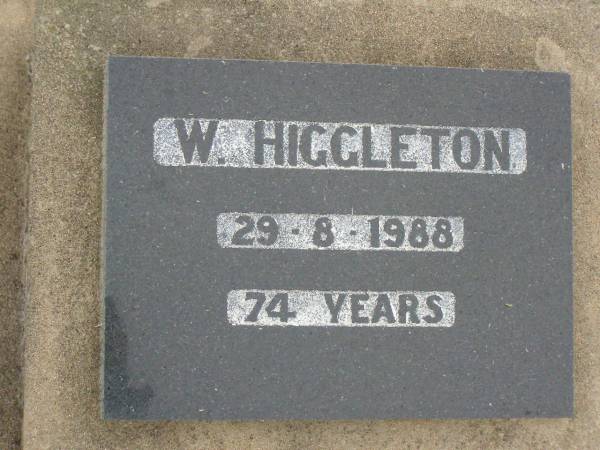 W. HIGGLETON
29 - 8 - 1988
74 YEARS